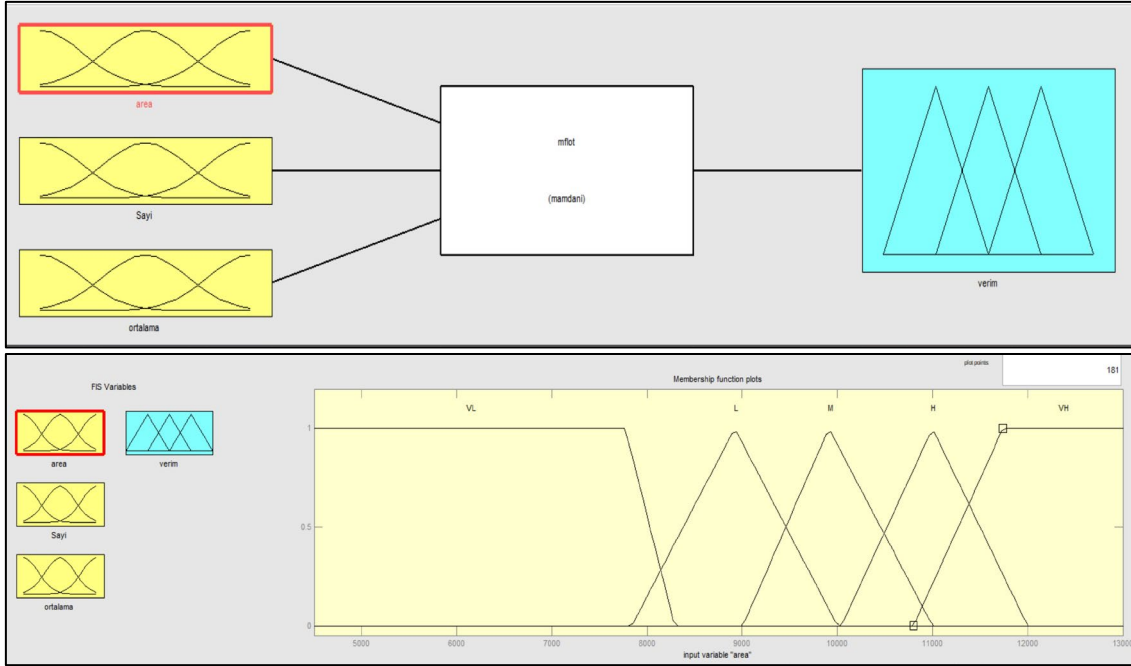 area
Sayi
ortalama
mflot
(mamdani)
verim
FIS Variables
area
verim
Sayi
ortalama
plot points:
181
Membership function plots
VL L M H VH
1
0.5
0
5000 6000 7000 8000 9000 10000 11000 12000 13000
input variable "area"